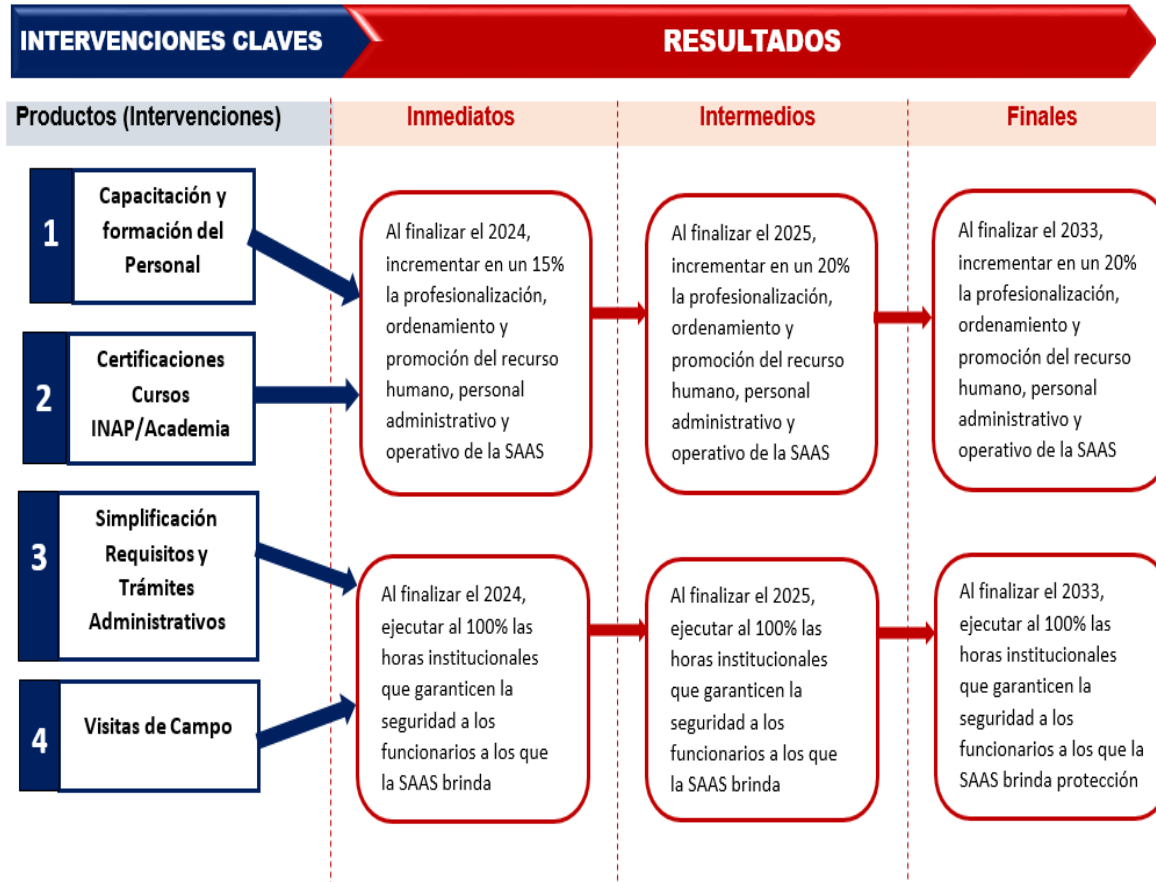 INTERVENCIONES CLAVES
RESULTADOS
Productos (Intervenciones)
Inmediatos
Intermedios
Finales
1
Capacitación y
formación del
Personal
2
Certificaciones
Cursos
INAP/Academia
3
Simplificación
Requisitos y
Trámites
Administrativos
4
Visitas de Campo
Al finalizar el 2024,
incrementar en un 15%
la profesionalización,
ordenamiento y
promoción del recurso
humano, personal
administrativo y
operativo de la SAAS
Al finalizar el 2025,
incrementar en un 20%
la profesionalización,
ordenamiento y
promoción del recurso
humano, personal
administrativo y
operativo de la SAAS
Al finalizar el 2033,
incrementar en un 20%
la profesionalización,
ordenamiento y
promoción del recurso
humano, personal
administrativo y
operativo de la SAAS
Al finalizar el 2024,
ejecutar al 100% las
horas institucionales
que garanticen la
seguridad a los
funcionarios a los que
la SAAS brinda
Al finalizar el 2025,
ejecutar al 100% las
horas institucionales
que garanticen la
seguridad a los
funcionarios a los que
la SAAS brinda
Al finalizar el 2033,
ejecutar al 100% las
horas institucionales
que garanticen la
seguridad a los
funcionarios a los que la
SAAS brinda protección